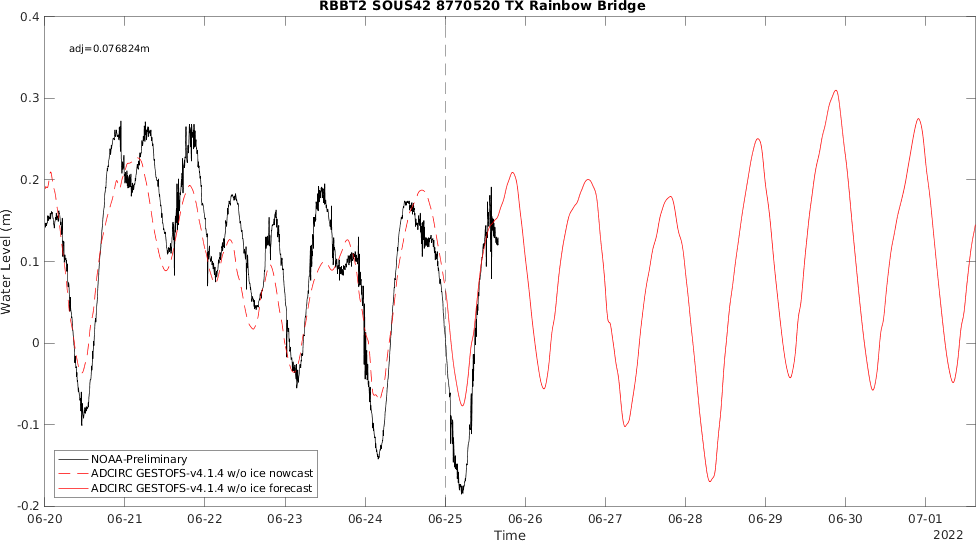 RBBT2 SOUS42 8770520 TX Rainbow Bridge
adj=0.076824m
Water Level (m)
0.4
0.3
0.2
0.1
0
-0.1
-0.2
NOAA-Preliminary
ADCIRC GESTOFS-v4.1.4 w/o ice nowcast
ADCIRC GESTOFS-v4.1.4 w/o ice forecast
06-20 06-21 06-22 06-23 06-24 06-25 06-26 06-27 06-28 06-29 06-30 07-01
Time
2022